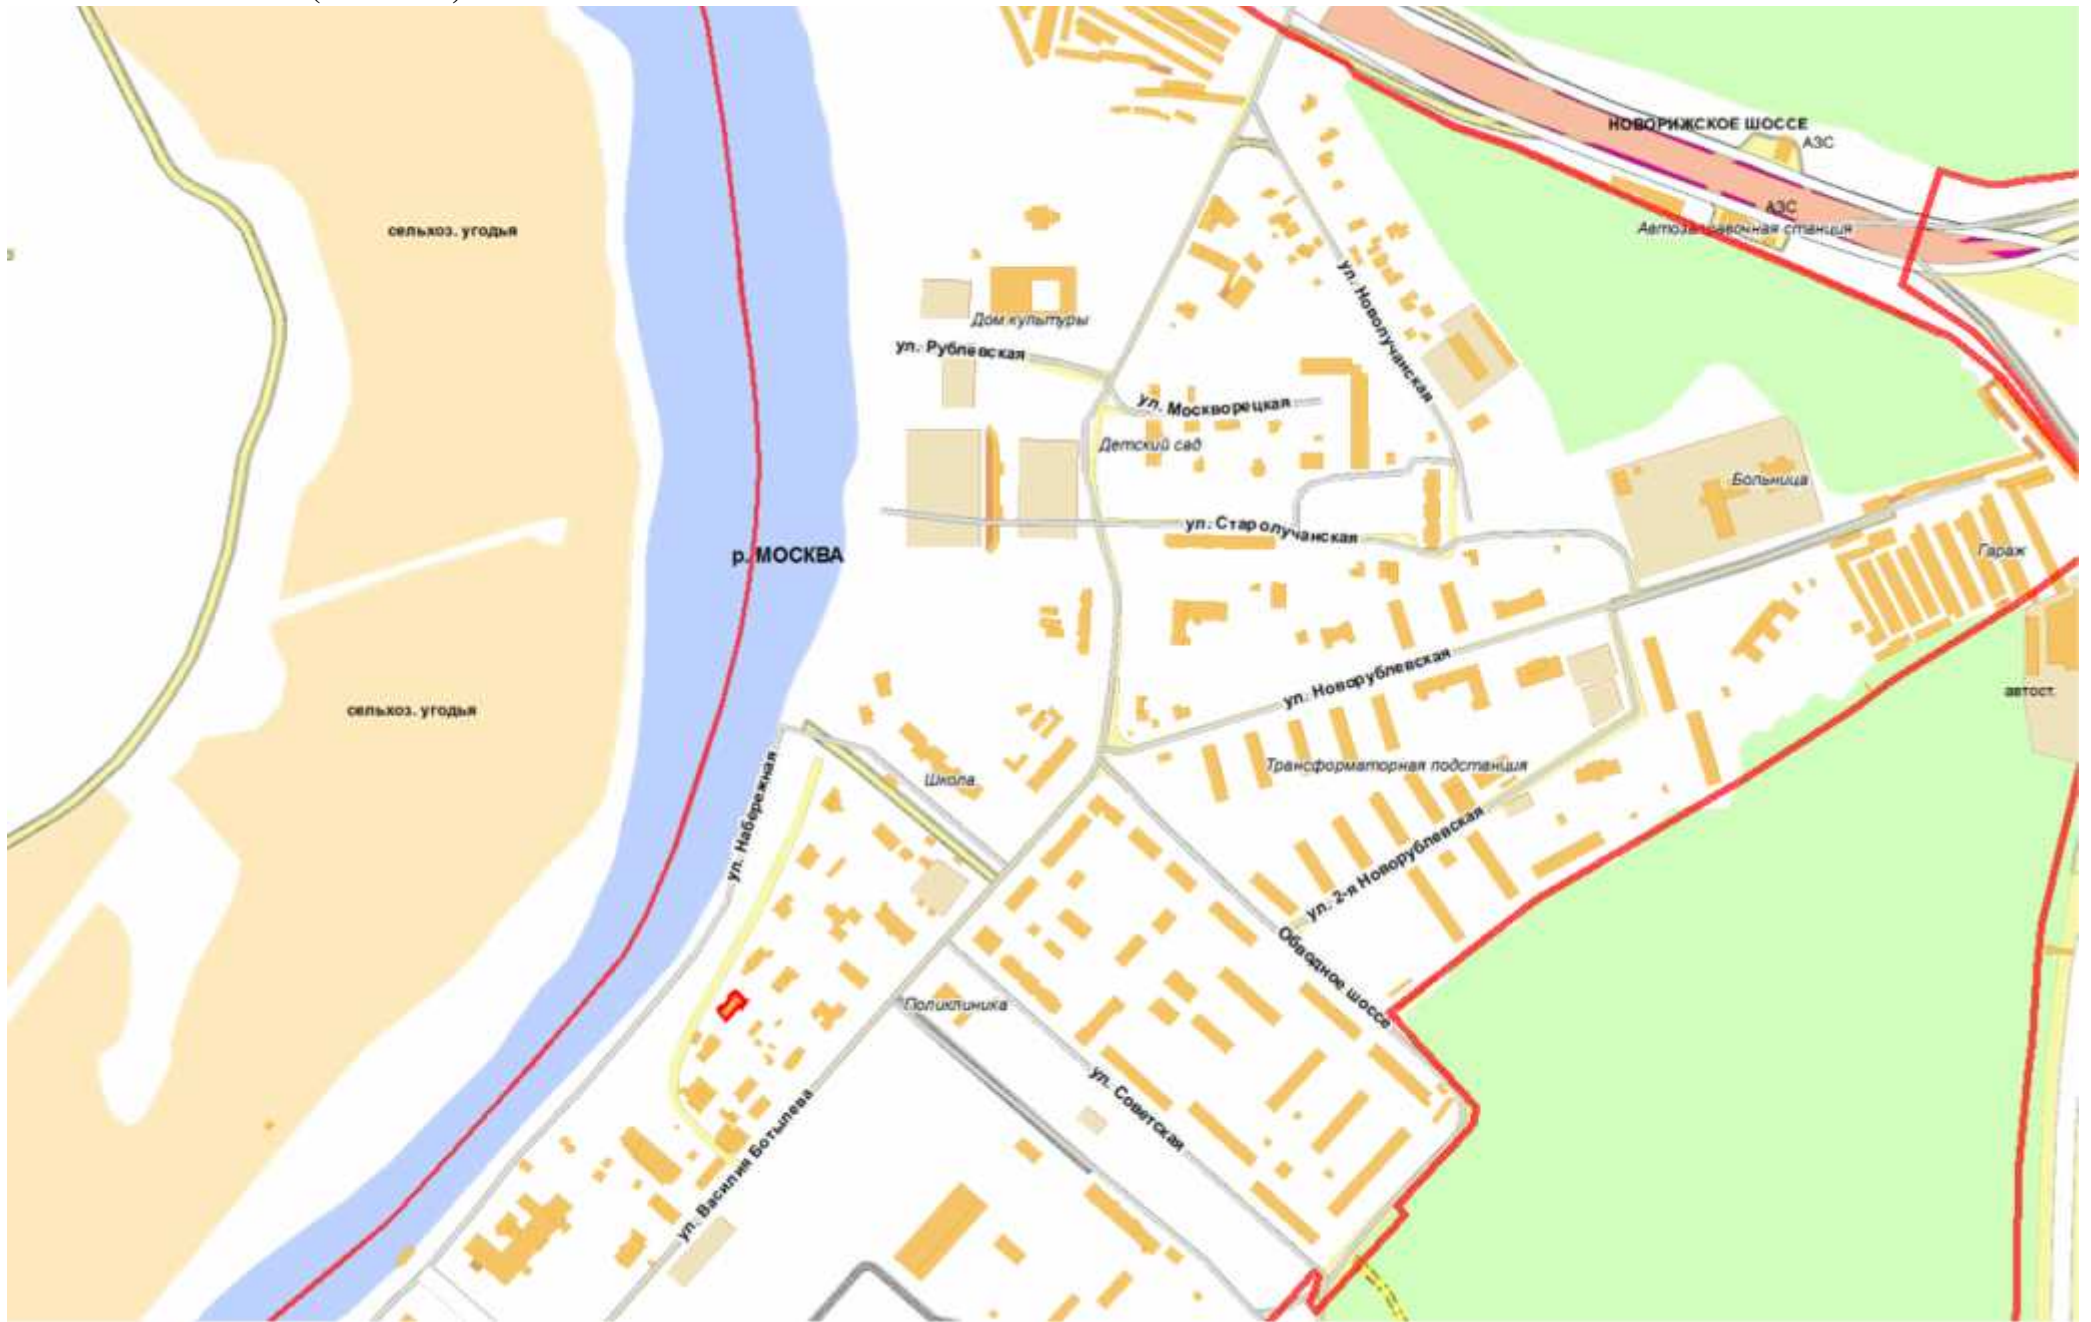 НОВОРИЖСКОЕ ШОССЕ
АЗС
АЗС
Автозаправочная станция
сельхоз. угодья
ул. Новолучанская
Дом культуры
ул. Рублевская
ул. Москворецкая
Детский сад
Больница
ул. Старолучанская
Гараж
р. МОСКВА
ул. Новорублевская
автост.
сельхоз. угодья
Трансформаторная подстанция
Школа
ул. Набережная
ул. 2-я Новорублевская
Обводное шоссе
Поликлиника
ул. Советская
ул. Василия Ботылева